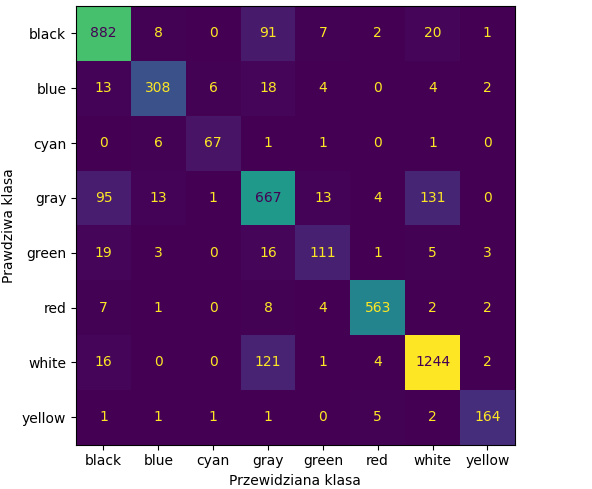 black 882 8 0 91 7 2 20 1
blue 13 308 6 18 4 0 4 2
cyan 0 6 67 1 1 0 1 0
gray 95 13 1 667 13 4 131 0
green 19 3 0 16 111 1 5 3
red 7 1 0 8 4 563 2 2
white 16 0 0 121 1 4 1244 2
yellow 1 1 1 1 0 5 2 164
black blue cyan gray green red white yellow
Przewidziana klasa
Prawdziwa klasa